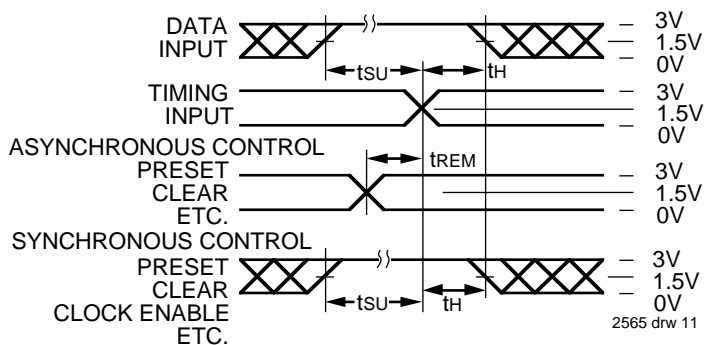 DATA
INPUT
3V
1.5V
0V
tSU
tH
TIMING
INPUT
3V
1.5V
0V
ASYNCHRONOUS CONTROL
PRESET
CLEAR
ETC.
tREM
3V
1.5V
0V
SYNCHRONOUS CONTROL
PRESET
CLEAR
CLOCK ENABLE
ETC.
tSU
tH
3V
1.5V
0V
2565 drw 11